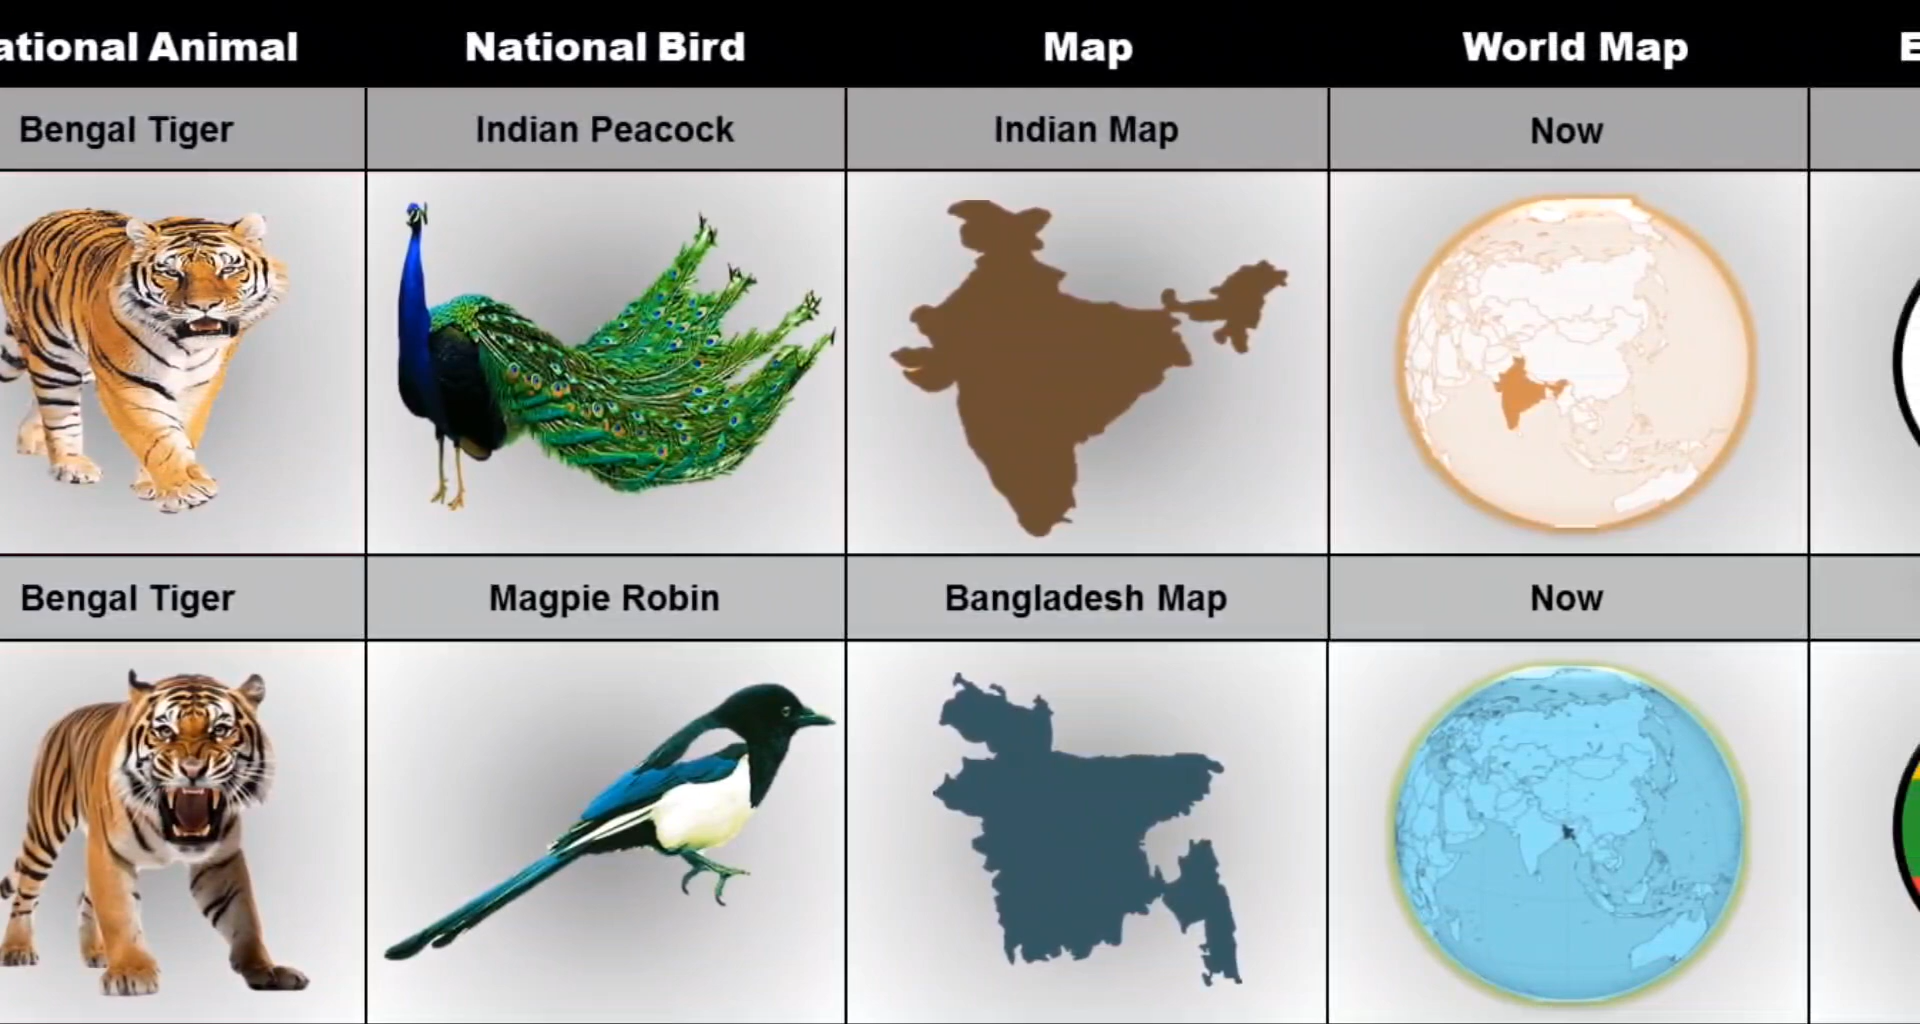 ational Animal National Bird Map World Map E
Bengal Tiger Indian Peacock Indian Map Now
Bengal Tiger Magpie Robin Bangladesh Map Now